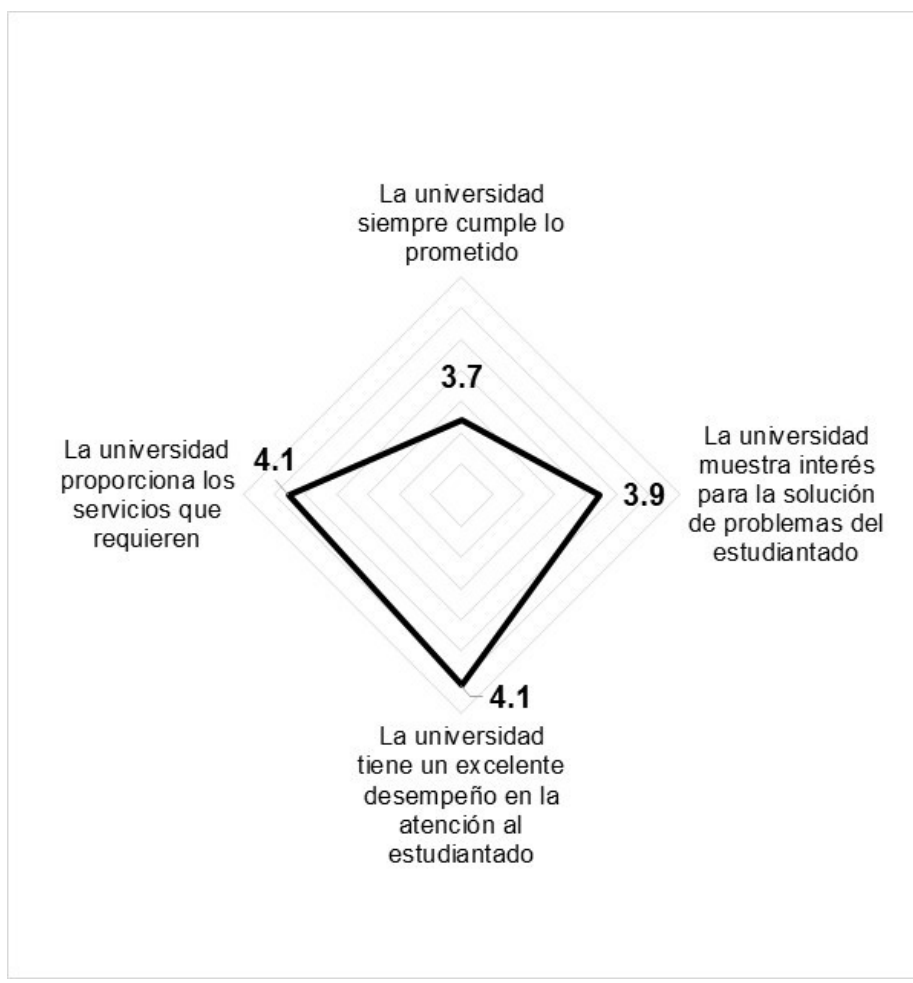 La universidad
siempre cumple lo
prometido
3.7
La universidad
muestra interés
para la solución
de problemas del
estudiantado
3.9
4.1
La universidad
tiene un excelente
desempeño en la
atención al
estudiantado
La universidad
proporciona los
servicios que
requieren
4.1